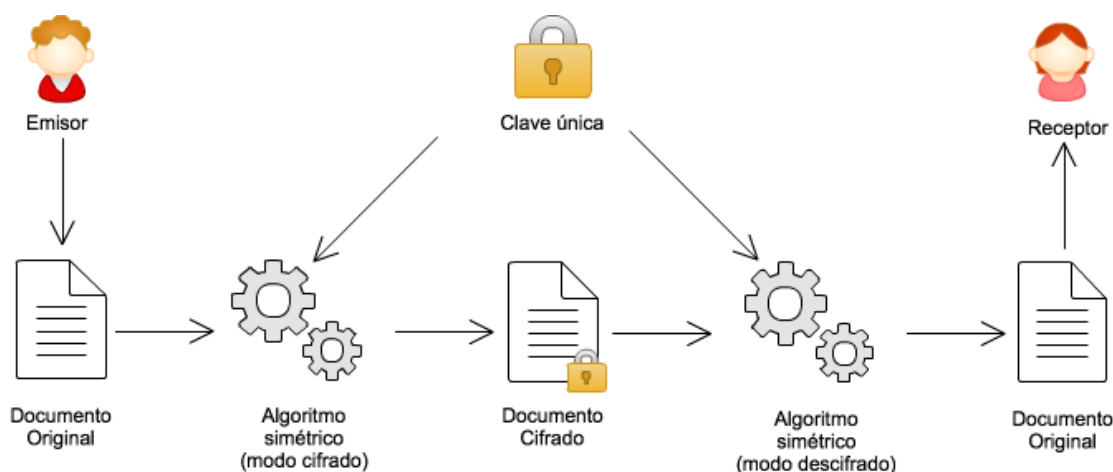 Emisor
Clave única
Receptor
Documento
Original
Algoritmo
simétrico
(modo cifrado)
Documento
Cifrado
Algoritmo
simétrico
(modo descifrado)
Documento
Original